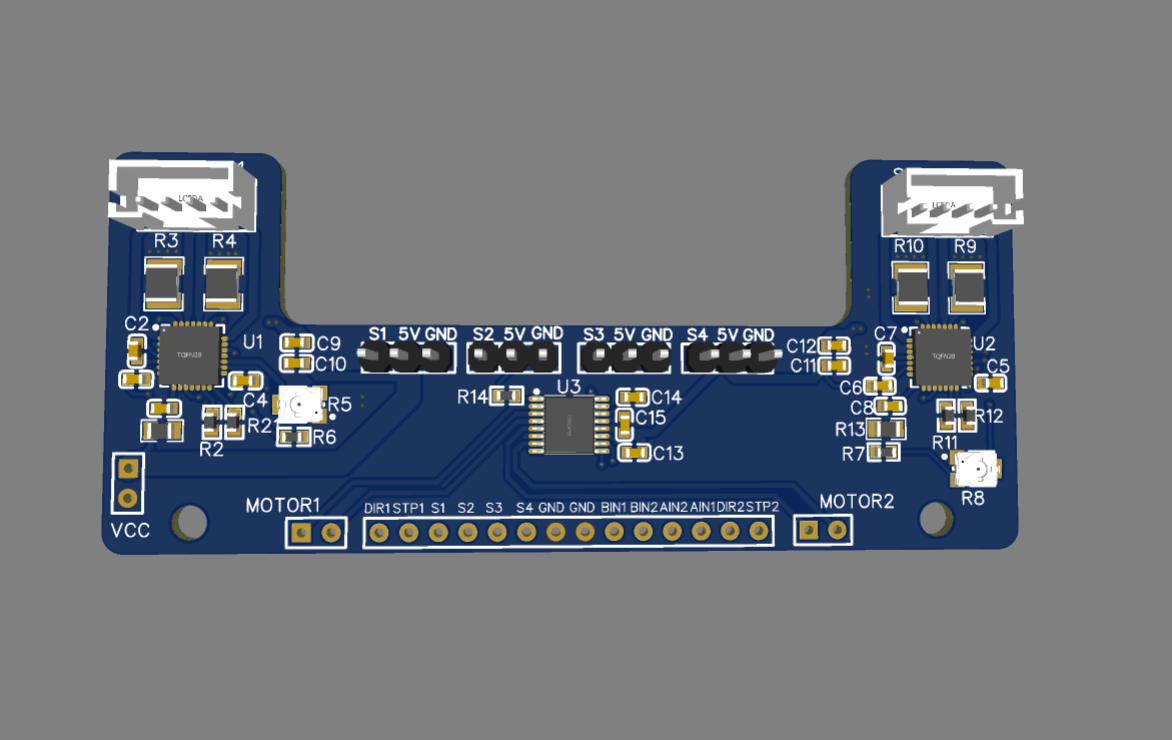 R3 R4
R10 R9
C2
U1
C9
C10
S1 5V GND
S2 5V GND
S3 5V GND
S4 5V GND
C12
C11
C7
U2
TQFN28
TQFN28
C4
R5
R14
U3
C14
C15
C13
C6
C5
C8
R2
R21
R6
R13
R12
R11
R7
R8
VCC
MOTOR1
DIR1 STP1 S1 S2 S3 S4 GND GND BIN1 BIN2 AIN2 AIN1 DIR2 STP2
MOTOR2